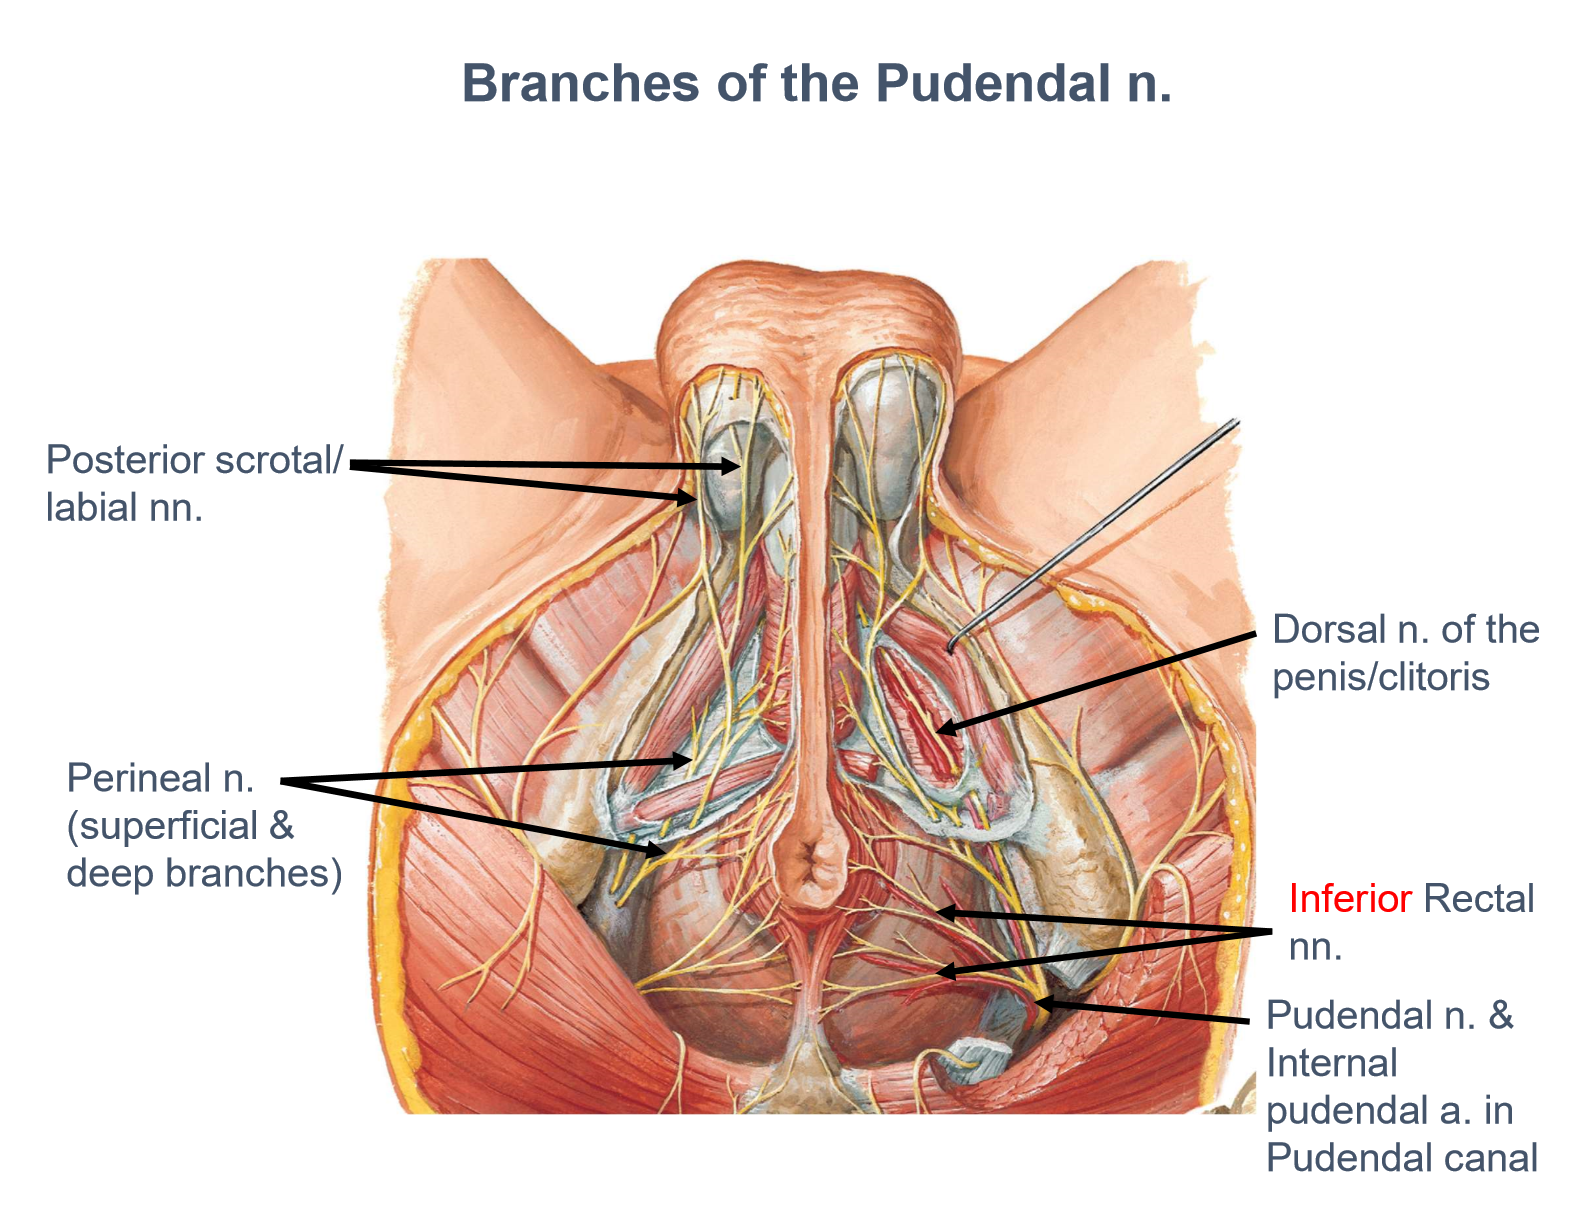 Branches of the Pudendal n.
Posterior scrotal/
labial nn.
Perineal n.
(superficial &
deep branches)
Dorsal n. of the
penis/clitoris
Inferior Rectal
nn.
Pudendal n. &
Internal
pudendal a. in
Pudendal canal